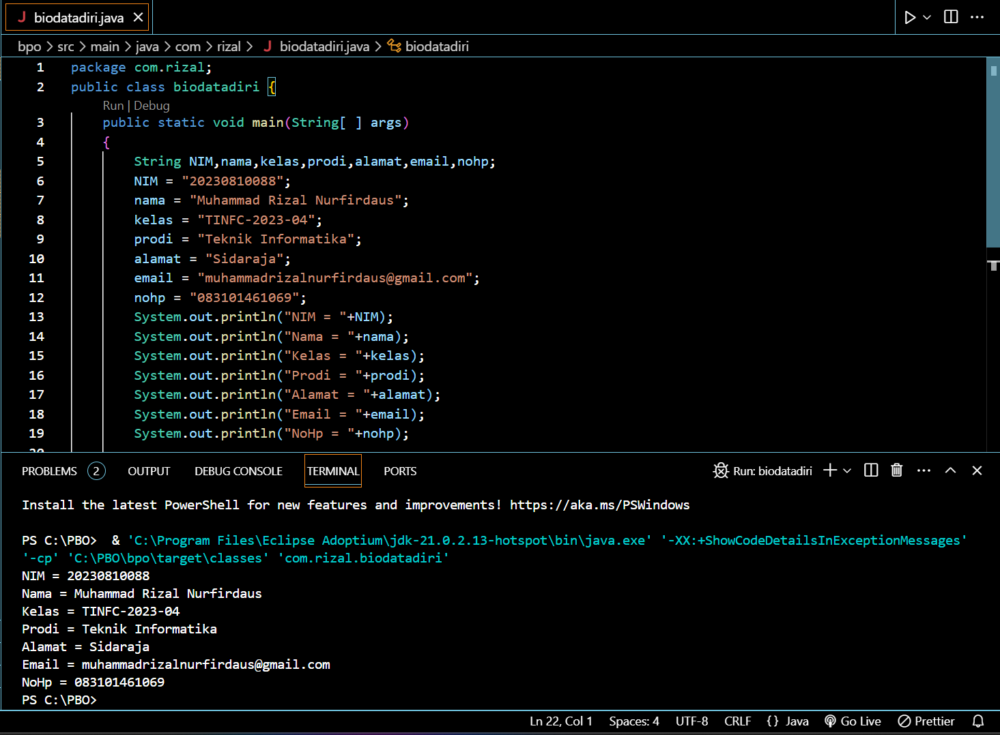 biodatadiri.java
bpo > src > main > java > com > rizal > biodatadiri.java > biodatadiri
1 package com.rizal;
2 public class biodatadiri {
Run | Debug
3 public static void main(String[ ] args)
4 {
5 String NIM,nama,kelas,prodi,alamat,email,nohp;
6 NIM = "20230810088";
7 nama = "Muhammad Rizal Nurfirdaus";
8 kelas = "TINFC-2023-04";
9 prodi = "Teknik Informatika";
10 alamat = "Sidaraja";
11 email = "muhammadrizalnurfirdaus@gmail.com";
12 nohp = "083101461069";
13 System.out.println("NIM = "+NIM);
14 System.out.println("Nama = "+nama);
15 System.out.println("Kelas = "+kelas);
16 System.out.println("Prodi = "+prodi);
17 System.out.println("Alamat = "+alamat);
18 System.out.println("Email = "+email);
19 System.out.println("NoHp = "+nohp);
20
PROBLEMS 2 OUTPUT DEBUG CONSOLE TERMINAL PORTS Run: biodatadiri
Install the latest PowerShell for new features and improvements! https://aka.ms/PSWindows
PS C:\PBO> & 'C:\Program Files\Eclipse Adoptium\jdk-21.0.2.13-hotspot\bin\java.exe' '-XX:+ShowCodeDetailsInExceptionMessages'
'-cp' 'C:\PBO\bpo\target\classes' 'com.rizal.biodatadiri'
NIM = 20230810088
Nama = Muhammad Rizal Nurfirdaus
Kelas = TINFC-2023-04
Prodi = Teknik Informatika
Alamat = Sidaraja
Email = muhammadrizalnurfirdaus@gmail.com
NoHp = 083101461069
PS C:\PBO>
Ln 22, Col 1 Spaces: 4 UTF-8 CRLF {} Java Go Live Prettier